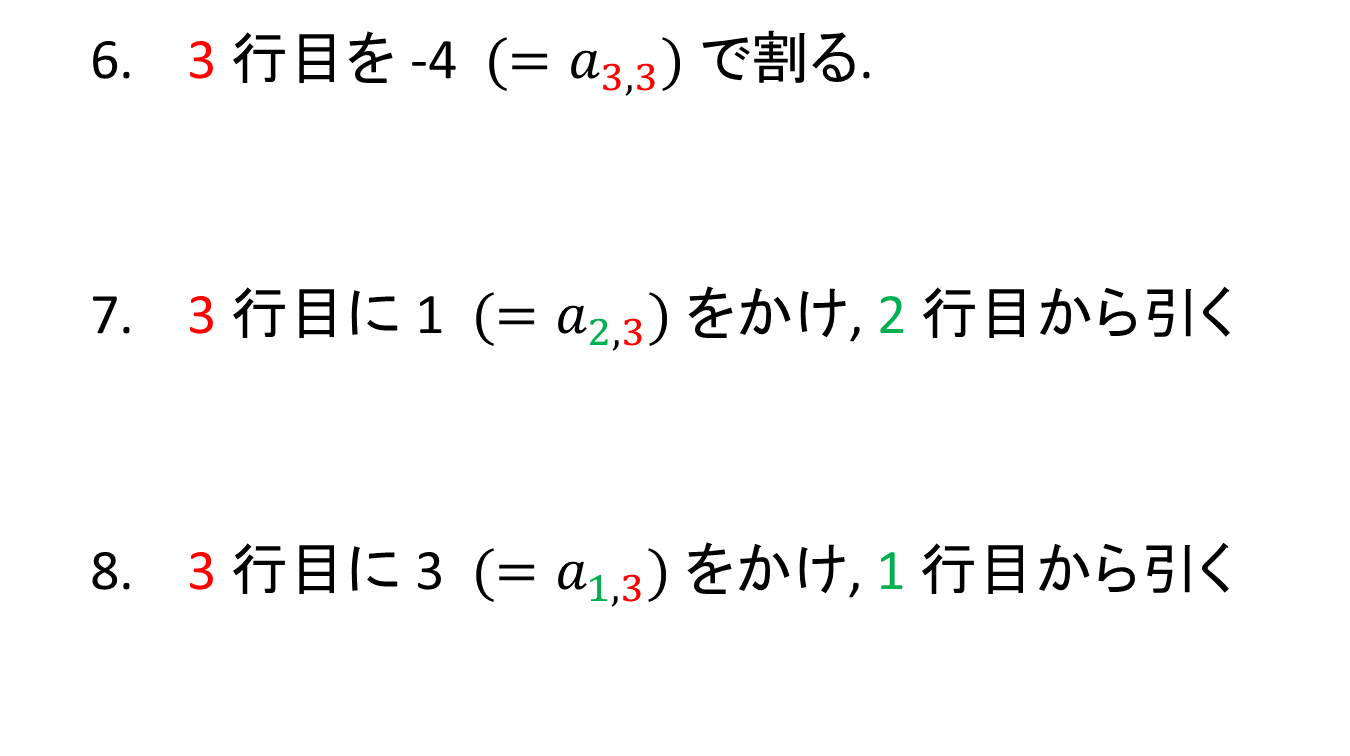 6. 3 行目を -4 (= a3,3) で割る.
7. 3 行目に 1 (= a2,3) をかけ, 2 行目から引く
8. 3 行目に 3 (= a1,3) をかけ, 1 行目から引く